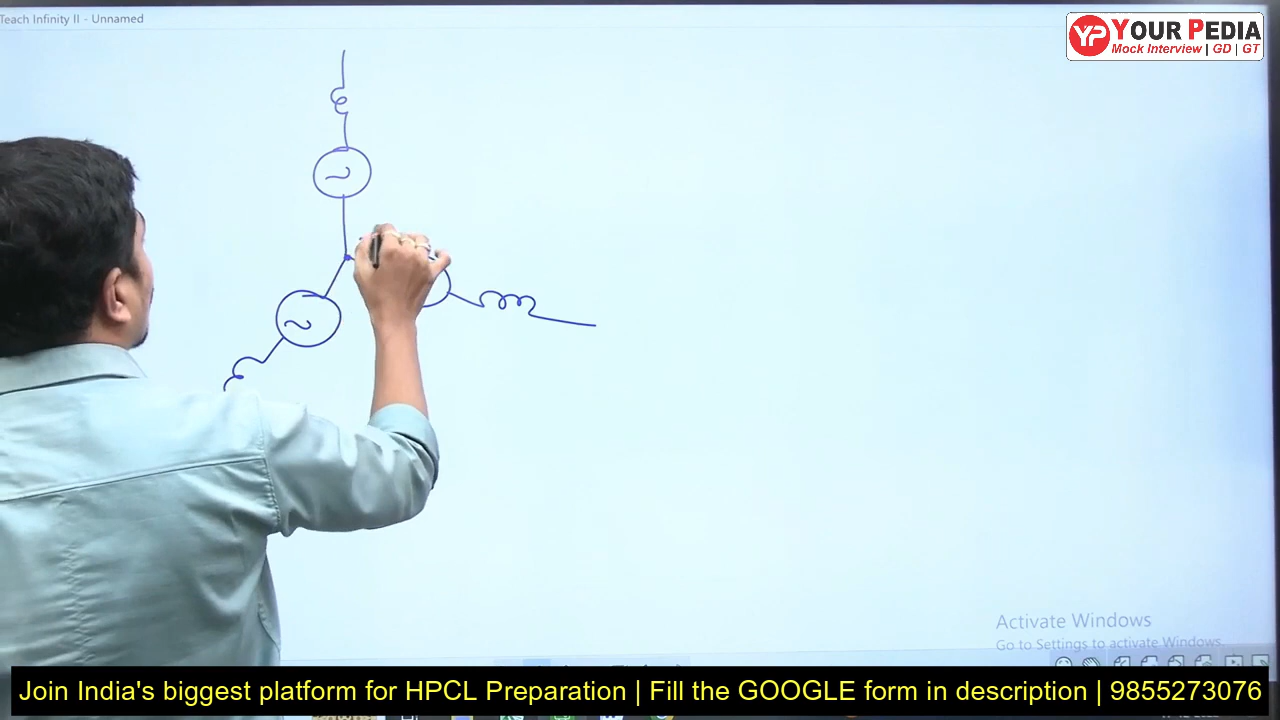 Teach Infinity II - Unnamed
YP YOUR PEDIA
Mock Interview | GD | GT
Activate Windows
Go to Settings to activate Windows.
Join India's biggest platform for HPCL Preparation | Fill the GOOGLE form in description | 9855273076